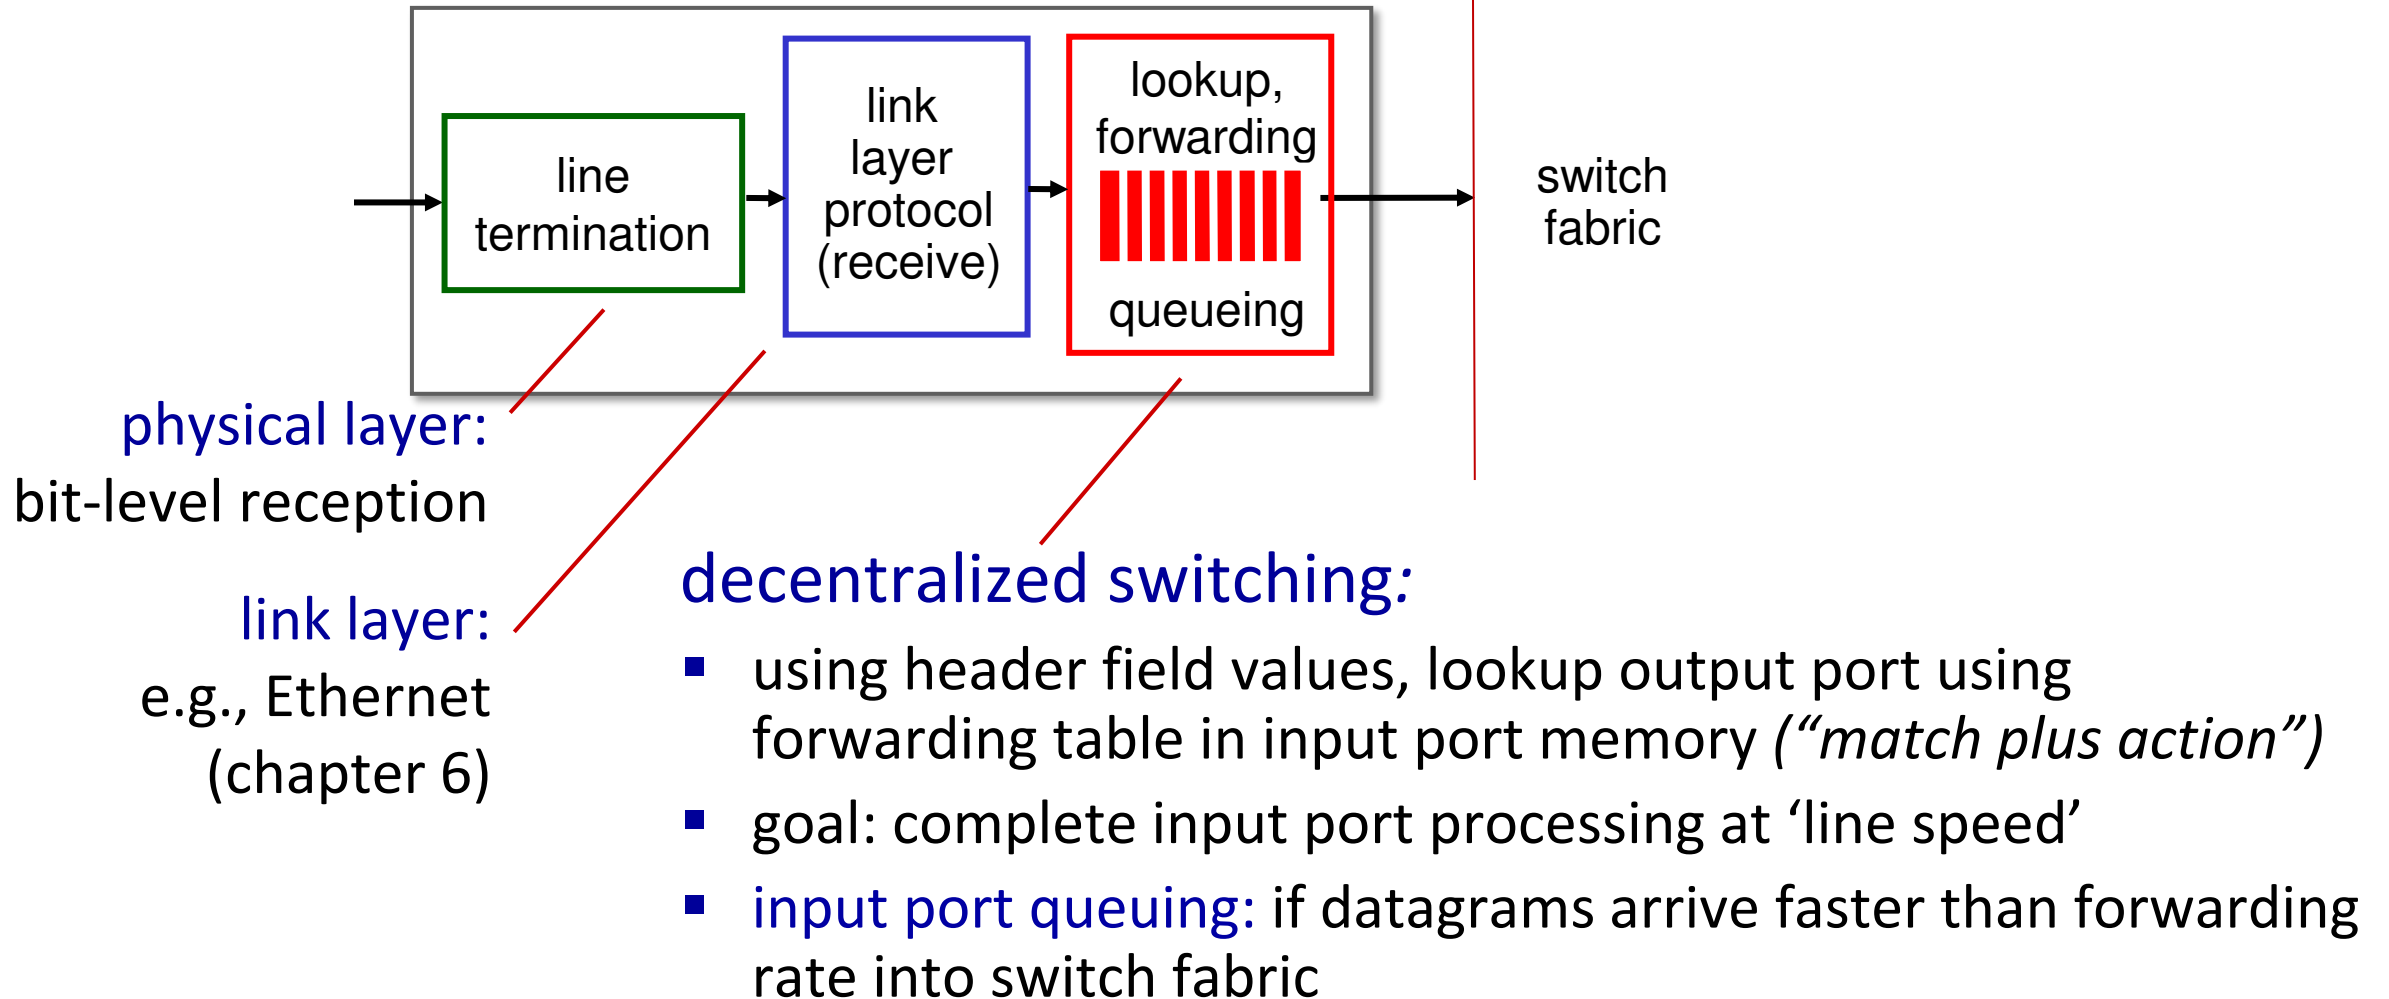 line
termination
link
layer
protocol
(receive)
lookup,
forwarding
queueing
switch
fabric
physical layer:
bit-level reception
link layer:
e.g., Ethernet
(chapter 6)
decentralized switching:
▪ using header field values, lookup output port using
forwarding table in input port memory (“match plus action”)
▪ goal: complete input port processing at ‘line speed’
▪ input port queuing: if datagrams arrive faster than forwarding
rate into switch fabric